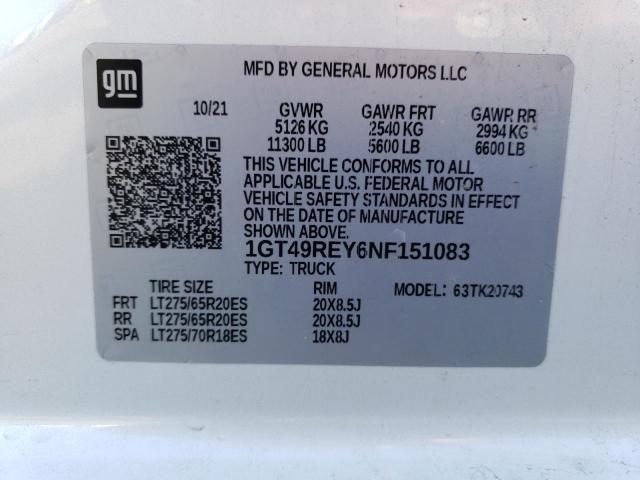 gm
MFD BY GENERAL MOTORS LLC
10/21 GVWR GAWR FRT GAWR RR
5126 KG 2540 KG 2994 KG
11300 LB 5600 LB 6600 LB
THIS VEHICLE CONFORMS TO ALL
APPLICABLE U.S. FEDERAL MOTOR
VEHICLE SAFETY STANDARDS IN EFFECT
ON THE DATE OF MANUFACTURE
SHOWN ABOVE.
1GT49REY6NF151083
TYPE: TRUCK
TIRE SIZE RIM MODEL: 63TK20743
FRT LT275/65R20ES 20X8.5J
RR LT275/65R20ES 20X8.5J
SPA LT275/70R18ES 18X8J